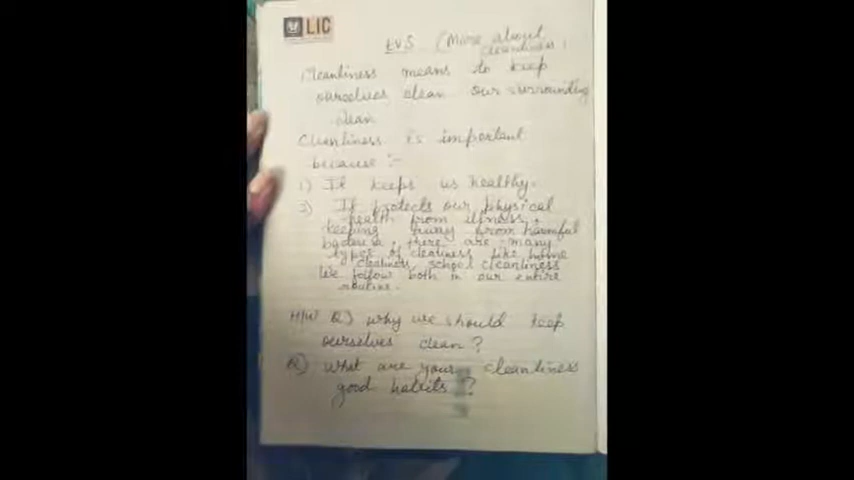 LIC
EVS (More about
cleanliness)
Cleanliness means to keep
ourselves clean our surrounding
clean
Cleanliness is important
because :-
1) It keeps us healthy.
2) It protects our physical
health from illness,
keeping away from harmful
bacteria, there are many
types of cleanliness like home
cleanliness, school cleanliness
We follow both in our entire
routine.
H/W Q) why we should keep
ourselves clean ?
Q) what are your cleanliness
good habits ?